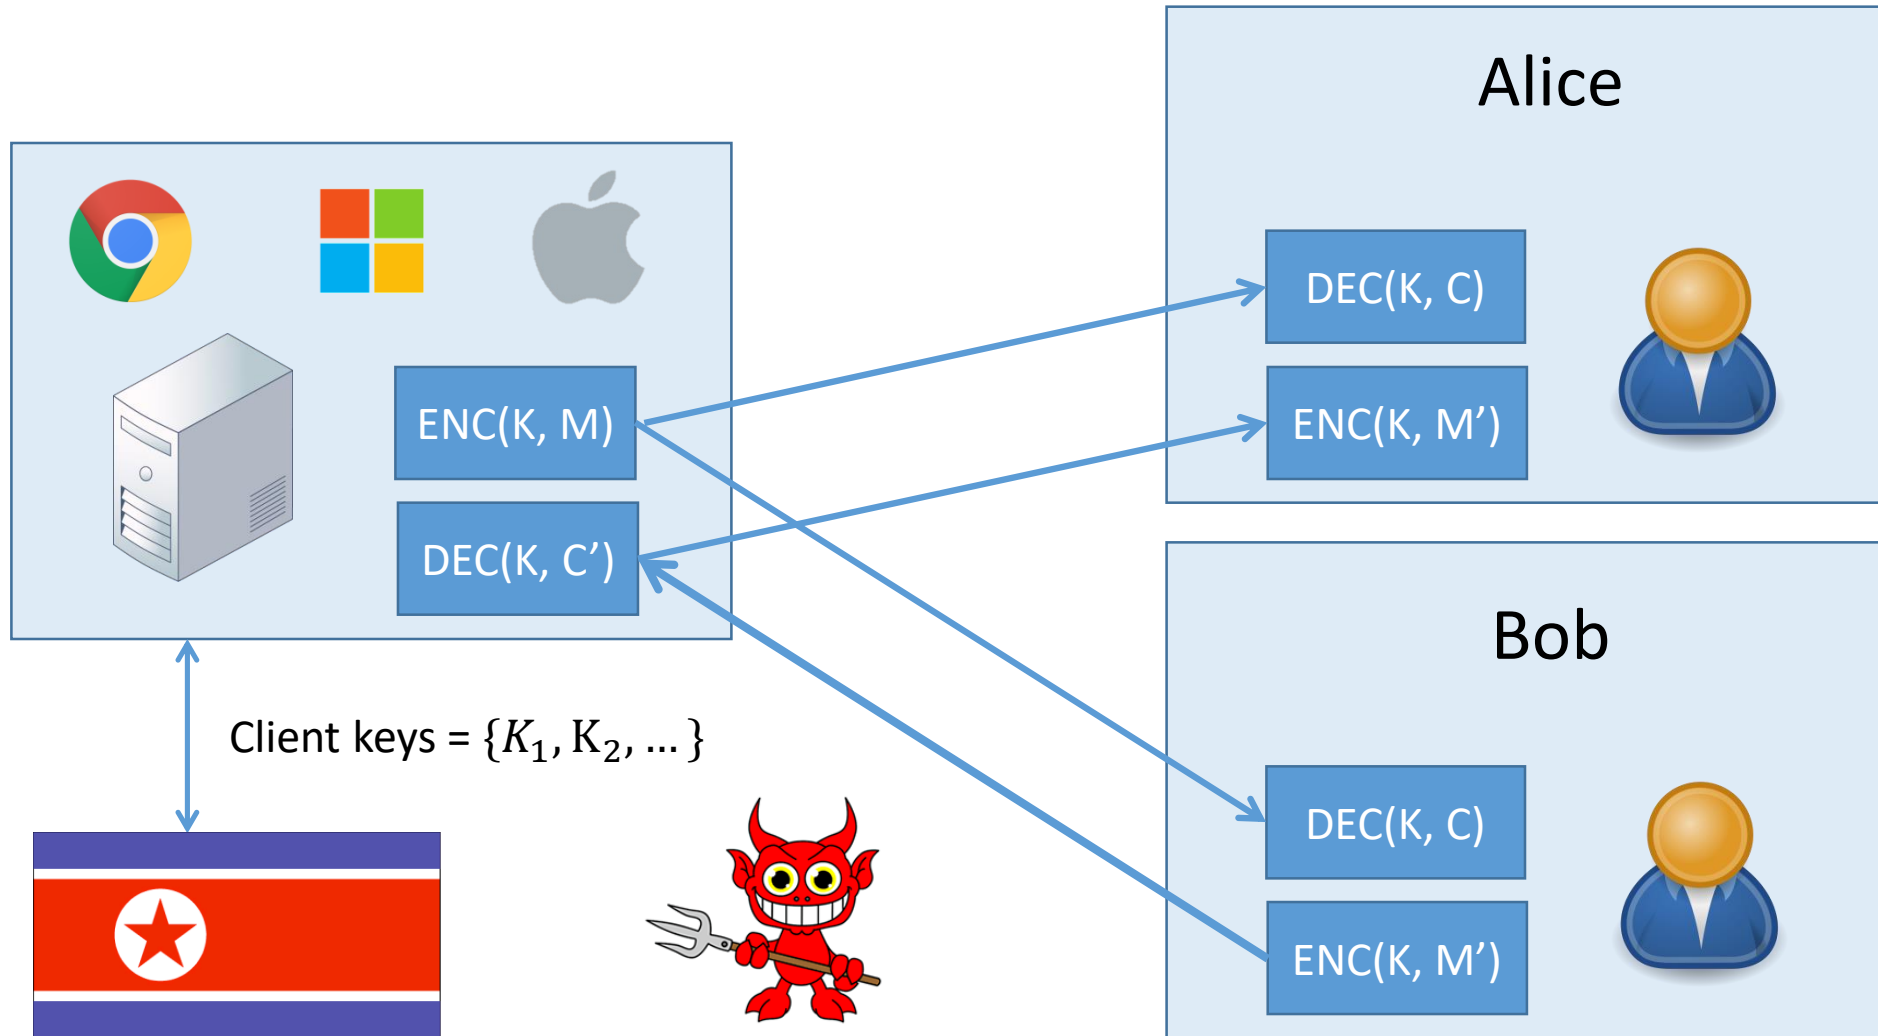 Alice
DEC(K, C)
ENC(K, M’)
ENC(K, M)
DEC(K, C’)
Client keys = {𝐾₁, K₂, … }
Bob
DEC(K, C)
ENC(K, M’)